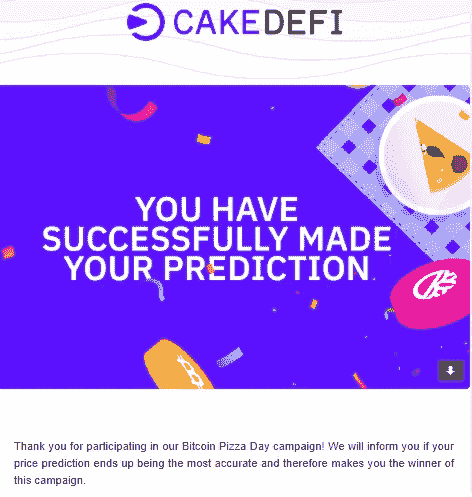 CAKEDEFI
YOU HAVE
SUCCESSFULLY MADE
YOUR PREDICTION.
Thank you for participating in our Bitcoin Pizza Day campaign! We will inform you if your
price prediction ends up being the most accurate and therefore makes you the winner of
this campaign.